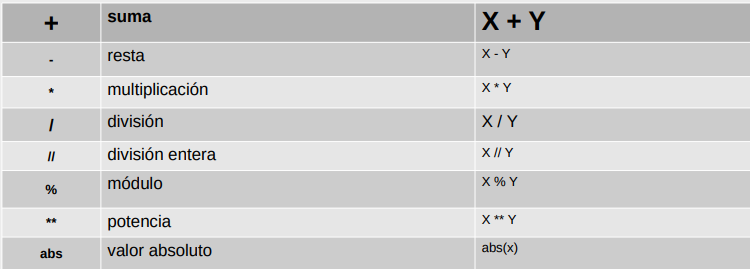 + suma X + Y
- resta X - Y
* multiplicación X * Y
/ división X / Y
// división entera X // Y
% módulo X % Y
** potencia X ** Y
abs valor absoluto abs(x)